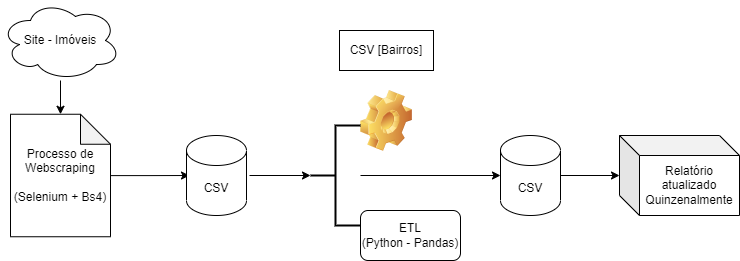 Site - Imóveis
CSV [Bairros]
Processo de
Webscraping
(Selenium + Bs4)
CSV
ETL
(Python - Pandas)
CSV
Relatório
atualizado
Quinzenalmente